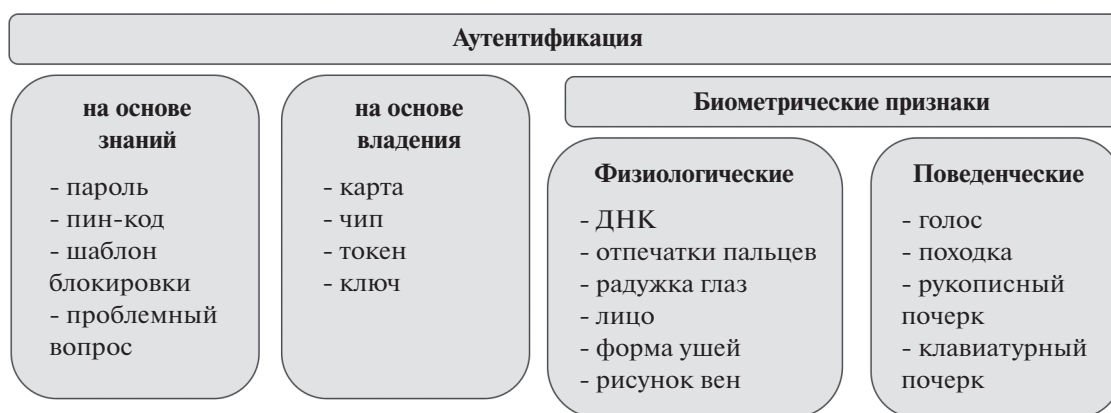 Аутентификация
на основе
знаний
- пароль
- пин-код
- шаблон
блокировки
- проблемный
вопрос
на основе
владения
- карта
- чип
- токен
- ключ
Биометрические признаки
Физиологические
- ДНК
- отпечатки пальцев
- радужка глаз
- лицо
- форма ушей
- рисунок вен
Поведенческие
- голос
- походка
- рукописный
почерк
- клавиатурный
почерк